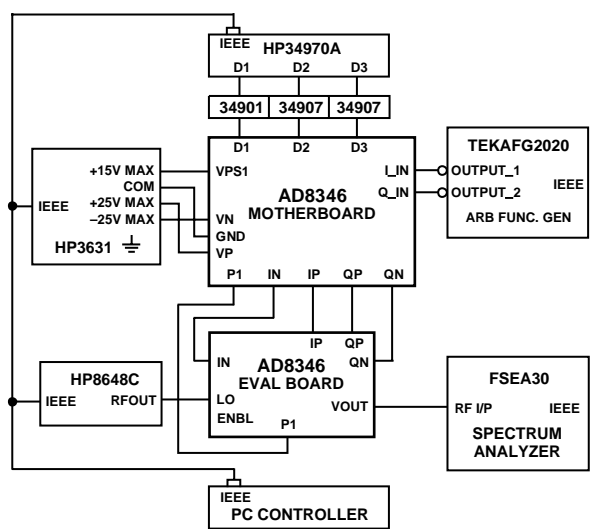 IEEE
HP34970A
D1 D2 D3
34901 34907 34907
D1 D2 D3
+15V MAX
COM
+25V MAX
–25V MAX
IEEE
HP3631
VPS1
VN
GND
VP
AD8346
MOTHERBOARD
I_IN
Q_IN
P1 IN IP QP QN
TEKAFG2020
OUTPUT_1
OUTPUT_2
IEEE
ARB FUNC. GEN
IP QP
IN
QN
AD8346
EVAL BOARD
LO
ENBL
P1
VOUT
HP8648C
IEEE RFOUT
FSEA30
RF I/P IEEE
SPECTRUM
ANALYZER
IEEE
PC CONTROLLER